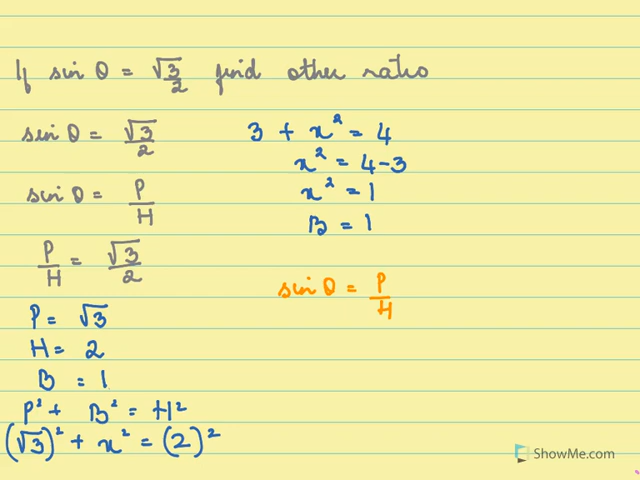 If sin θ = √3/2 find other ratio
sin θ = √3/2
sin θ = P/H
P/H = √3/2
P = √3
H = 2
B = 1
P² + B² = H²
(√3)² + x² = (2)²
3 + x² = 4
x² = 4-3
x² = 1
B = 1
sin θ = P/H
ShowMe.com